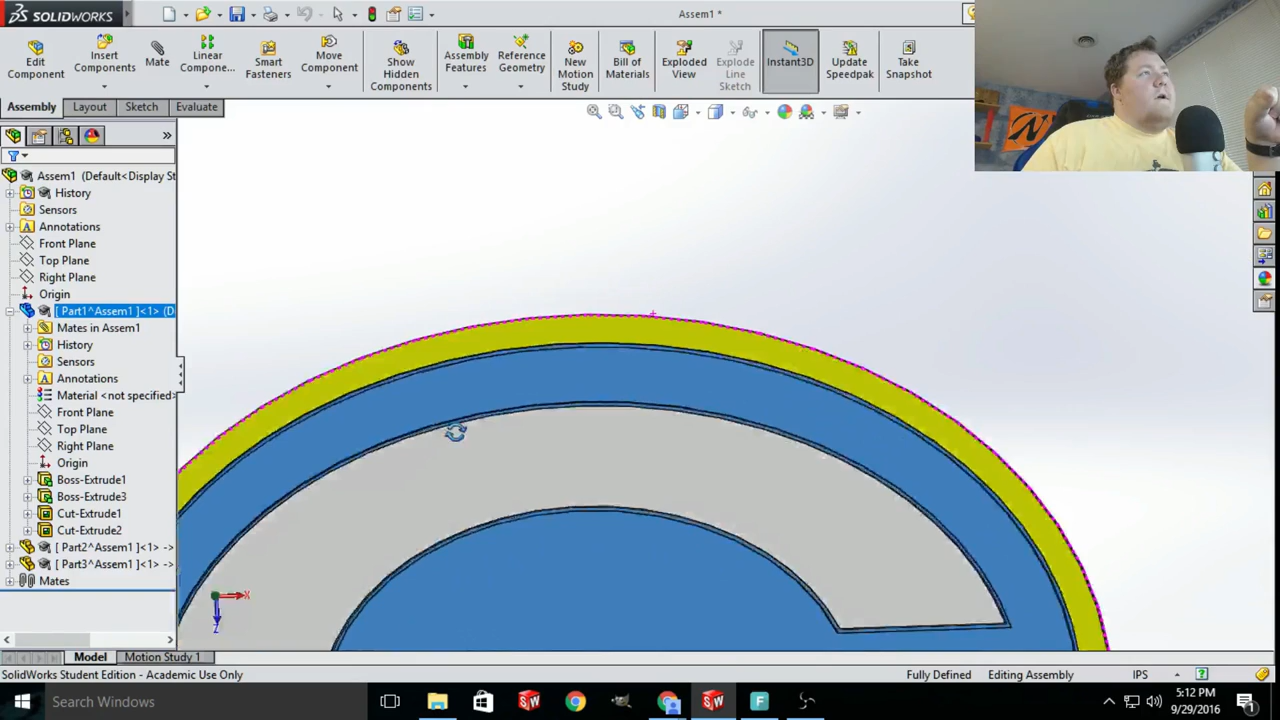 SOLIDWORKS
Assem1 *
Edit Component
Insert Components
Mate
Linear Compone...
Smart Fasteners
Move Component
Show Hidden Components
Assembly Features
Reference Geometry
New Motion Study
Bill of Materials
Exploded View
Explode Line Sketch
Instant3D
Update Speedpak
Take Snapshot
Assembly Layout Sketch Evaluate
Assem1 (Default<Display St
History
Sensors
Annotations
Front Plane
Top Plane
Right Plane
Origin
[ Part1^Assem1 ]<1> (D
Mates in Assem1
History
Sensors
Annotations
Material <not specified>
Front Plane
Top Plane
Right Plane
Origin
Boss-Extrude1
Boss-Extrude3
Cut-Extrude1
Cut-Extrude2
[ Part2^Assem1 ]<1> ->
[ Part3^Assem1 ]<1> ->
Mates
X
Z
Model Motion Study 1
SolidWorks Student Edition - Academic Use Only
Fully Defined Editing Assembly IPS
Search Windows
5:12 PM
9/29/2016